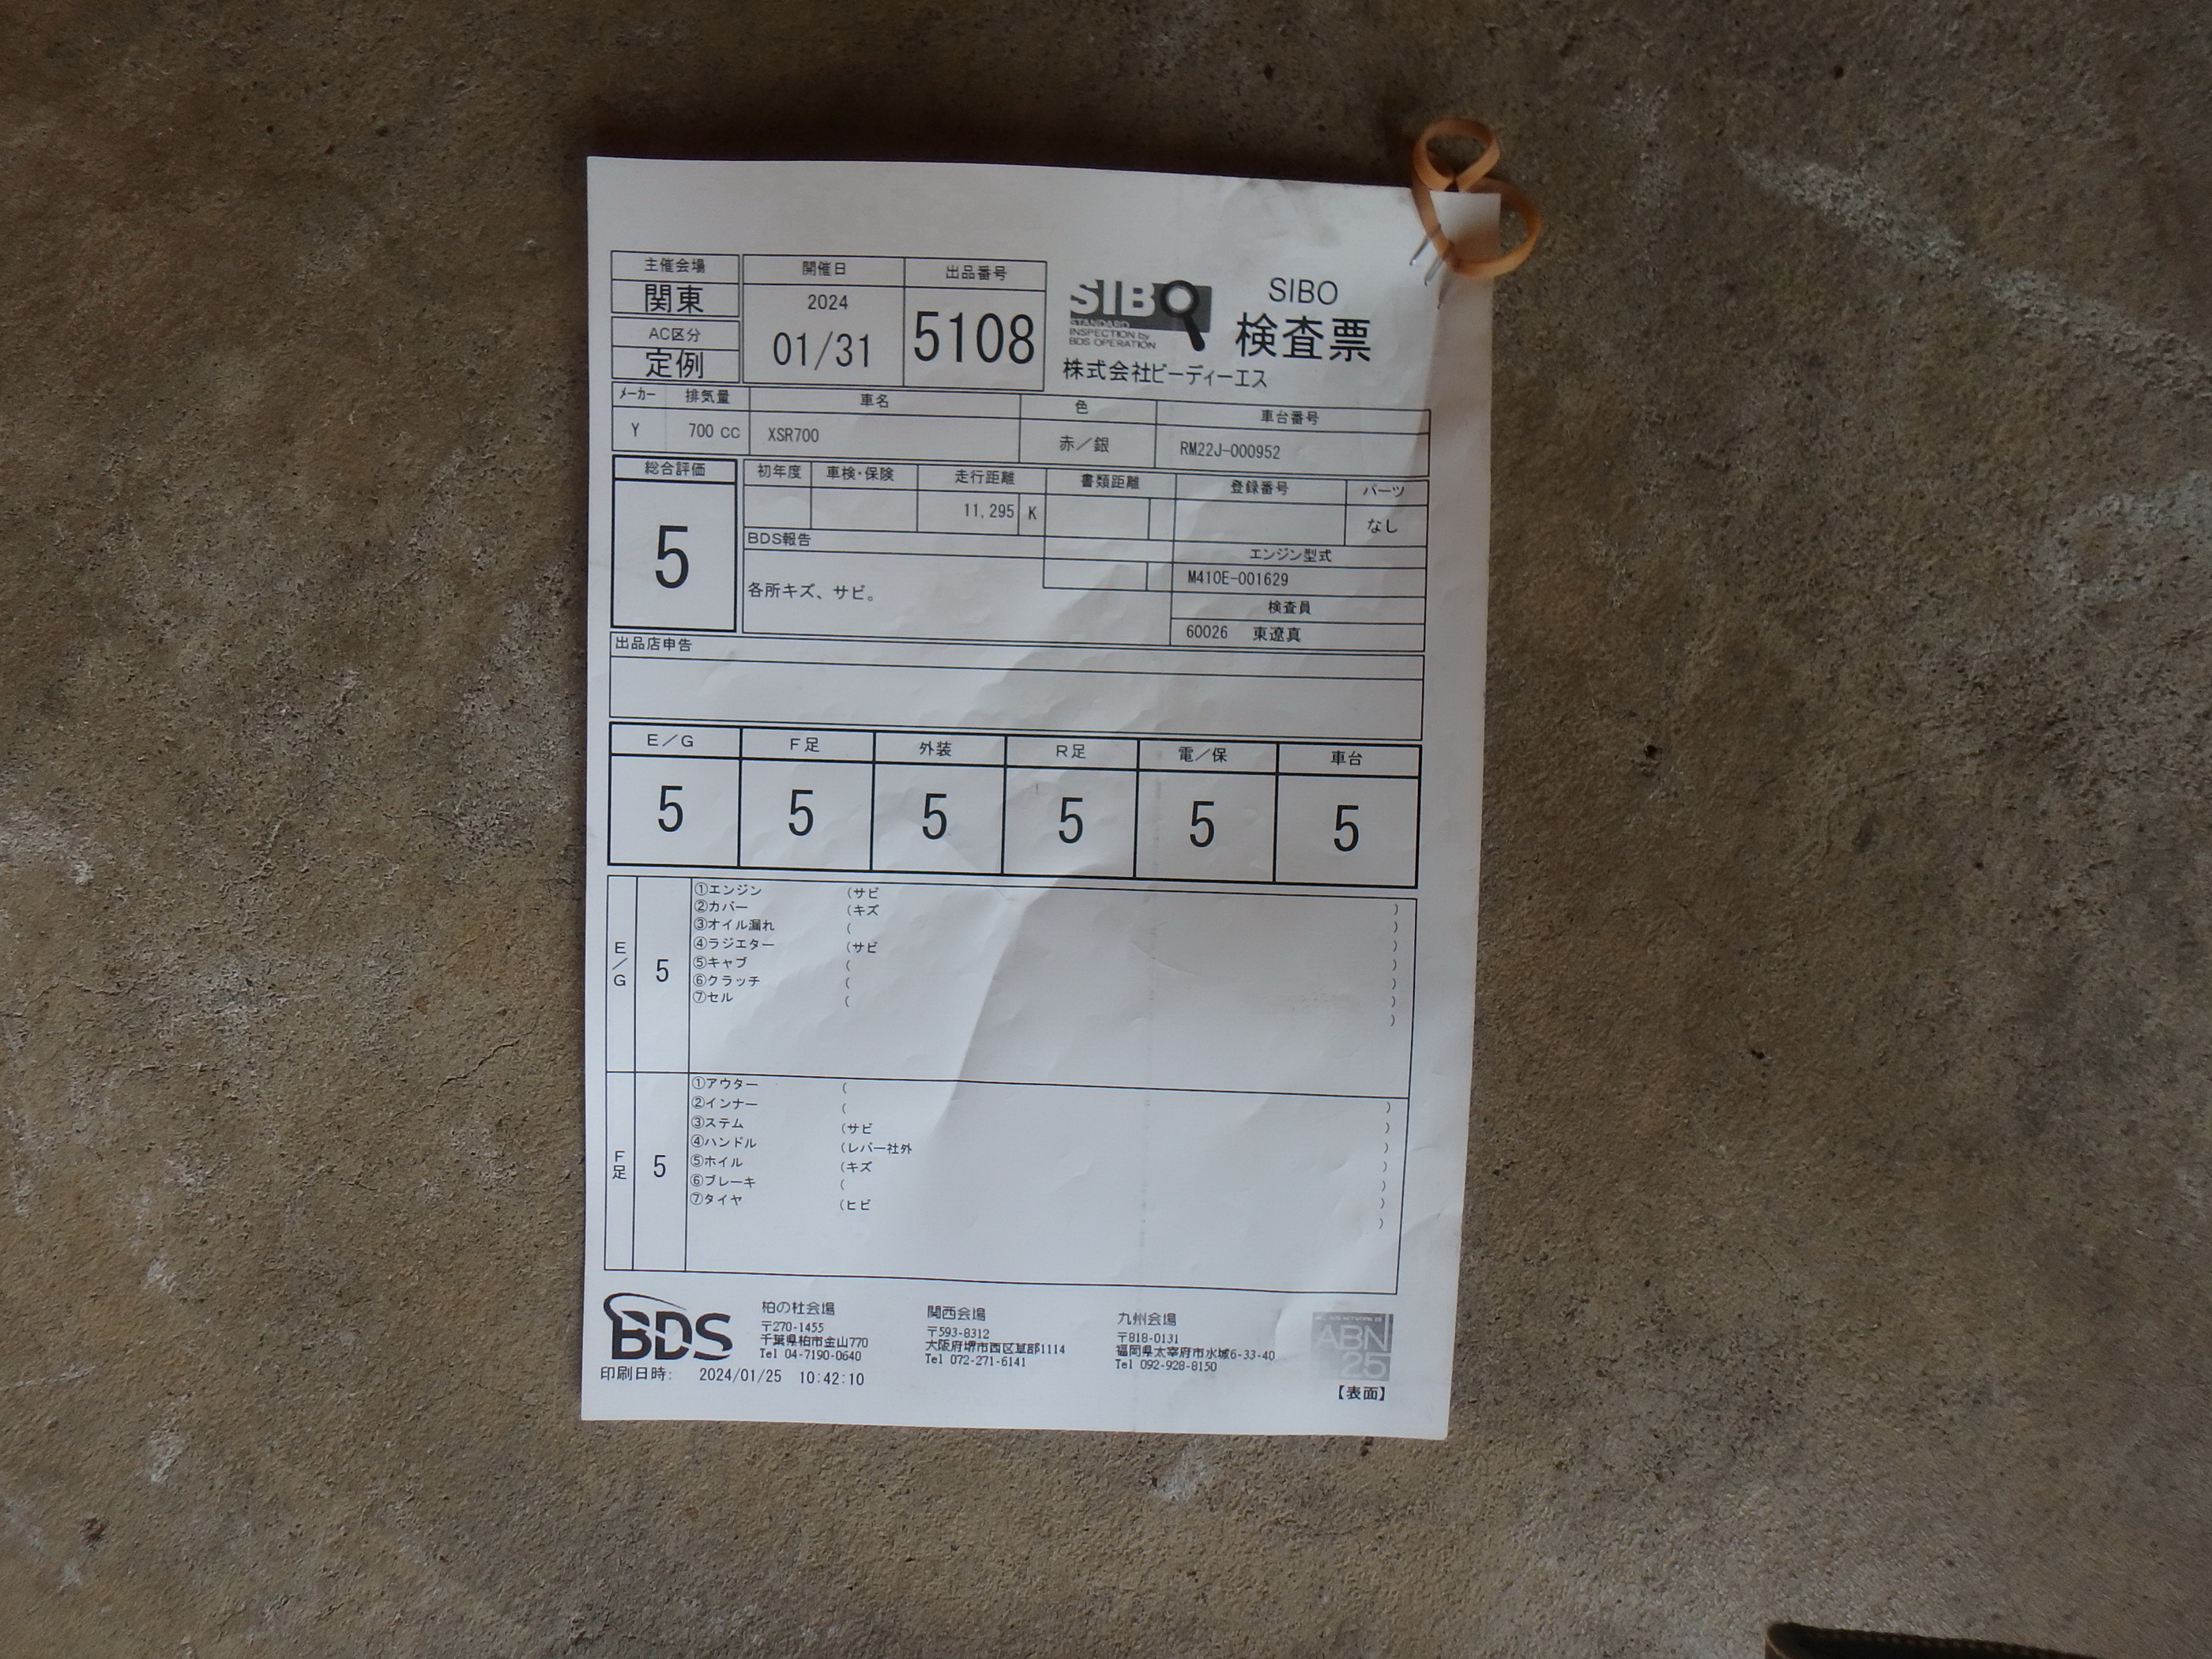 主催会場
関東
AC区分
定例
開催日
2024
01/31
出品番号
5108
SIBO
STANDARD
INSPECTION by
BDS OPERATION
SIBO
検査票
株式会社ビーディーエス
メーカー 排気量 車名 色 車台番号
Y 700 cc XSR700 赤／銀 RM22J-000952
総合評価
5
初年度 車検・保険 走行距離 書類距離 登録番号 パーツ
11,295 K なし
BDS報告
各所キズ、サビ。
エンジン型式
M410E-001629
検査員
60026 東遼真
出品店申告
E／G F足 外装 R足 電／保 車台
5 5 5 5 5 5
E／G 5
①エンジン (サビ )
②カバー (キズ )
③オイル漏れ ( )
④ラジエター (サビ )
⑤キャブ ( )
⑥クラッチ ( )
⑦セル ( )
F足 5
①アウター ( )
②インナー ( )
③ステム (サビ )
④ハンドル (レバー社外 )
⑤ホイル (キズ )
⑥ブレーキ ( )
⑦タイヤ (ヒビ )
BDS
柏の杜会場
〒270-1455
千葉県柏市金山770
Tel 04-7190-0640
関西会場
〒593-8312
大阪府堺市西区草部1114
Tel 072-271-6141
九州会場
〒818-0131
福岡県太宰府市水城6-33-40
Tel 092-928-8150
ABN
25
印刷日時: 2024/01/25 10:42:10
【表面】